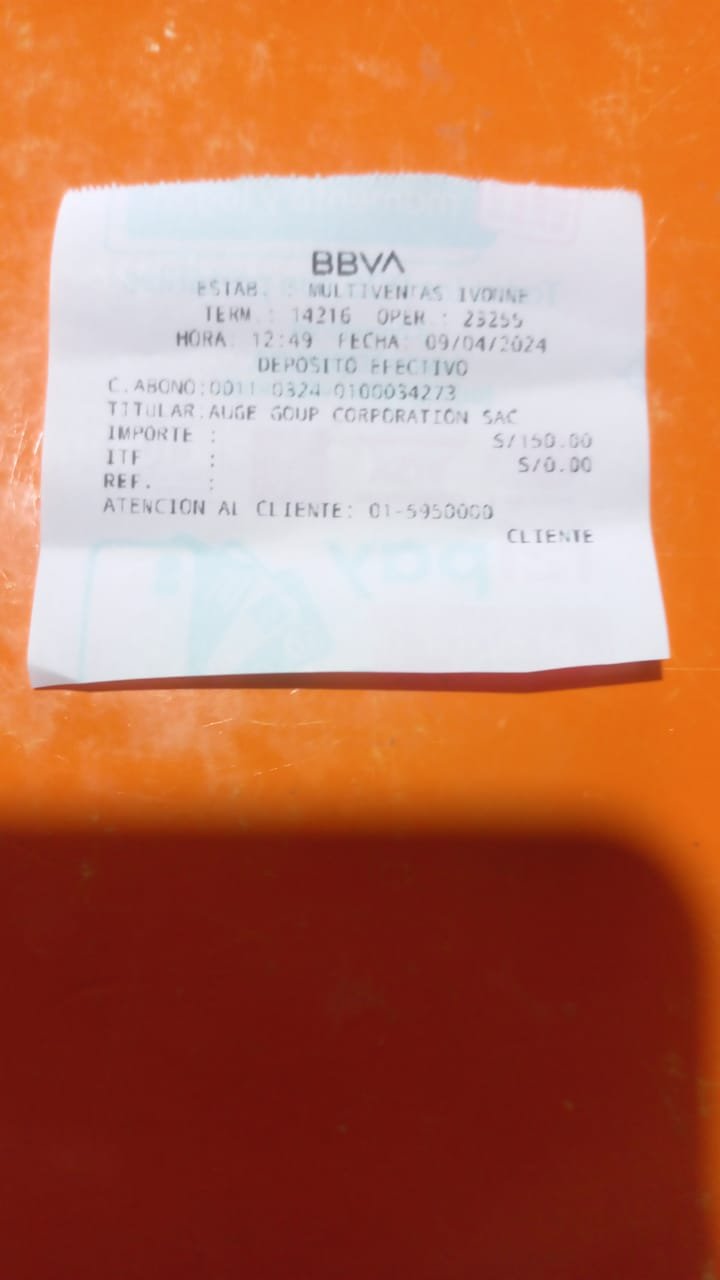 BBVA
ESTAB. : MULTIVENTAS IVONNE
TERM.: 14216 OPER.: 23255
HORA: 12:49 FECHA: 09/04/2024
DEPOSITO EFECTIVO
C.ABONO:0011-0324-0100034273
TITULAR:AUGE GOUP CORPORATION SAC
IMPORTE : S/150.00
ITF : S/0.00
REF. :
ATENCION AL CLIENTE: 01-5950000
CLIENTE
pay